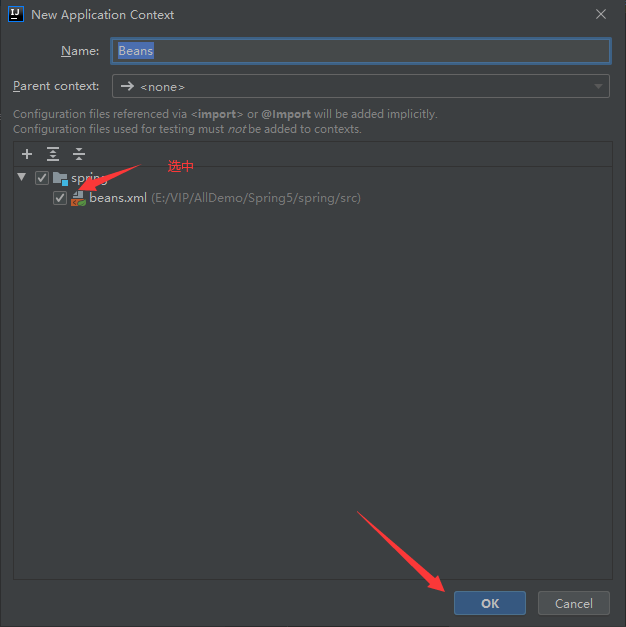 New Application Context
Name: Beans
Parent context: <none>
Configuration files referenced via <import> or @Import will be added implicitly.
Configuration files used for testing must not be added to contexts.
选中
spring
beans.xml (E:/VIP/AllDemo/Spring5/spring/src)
OK Cancel